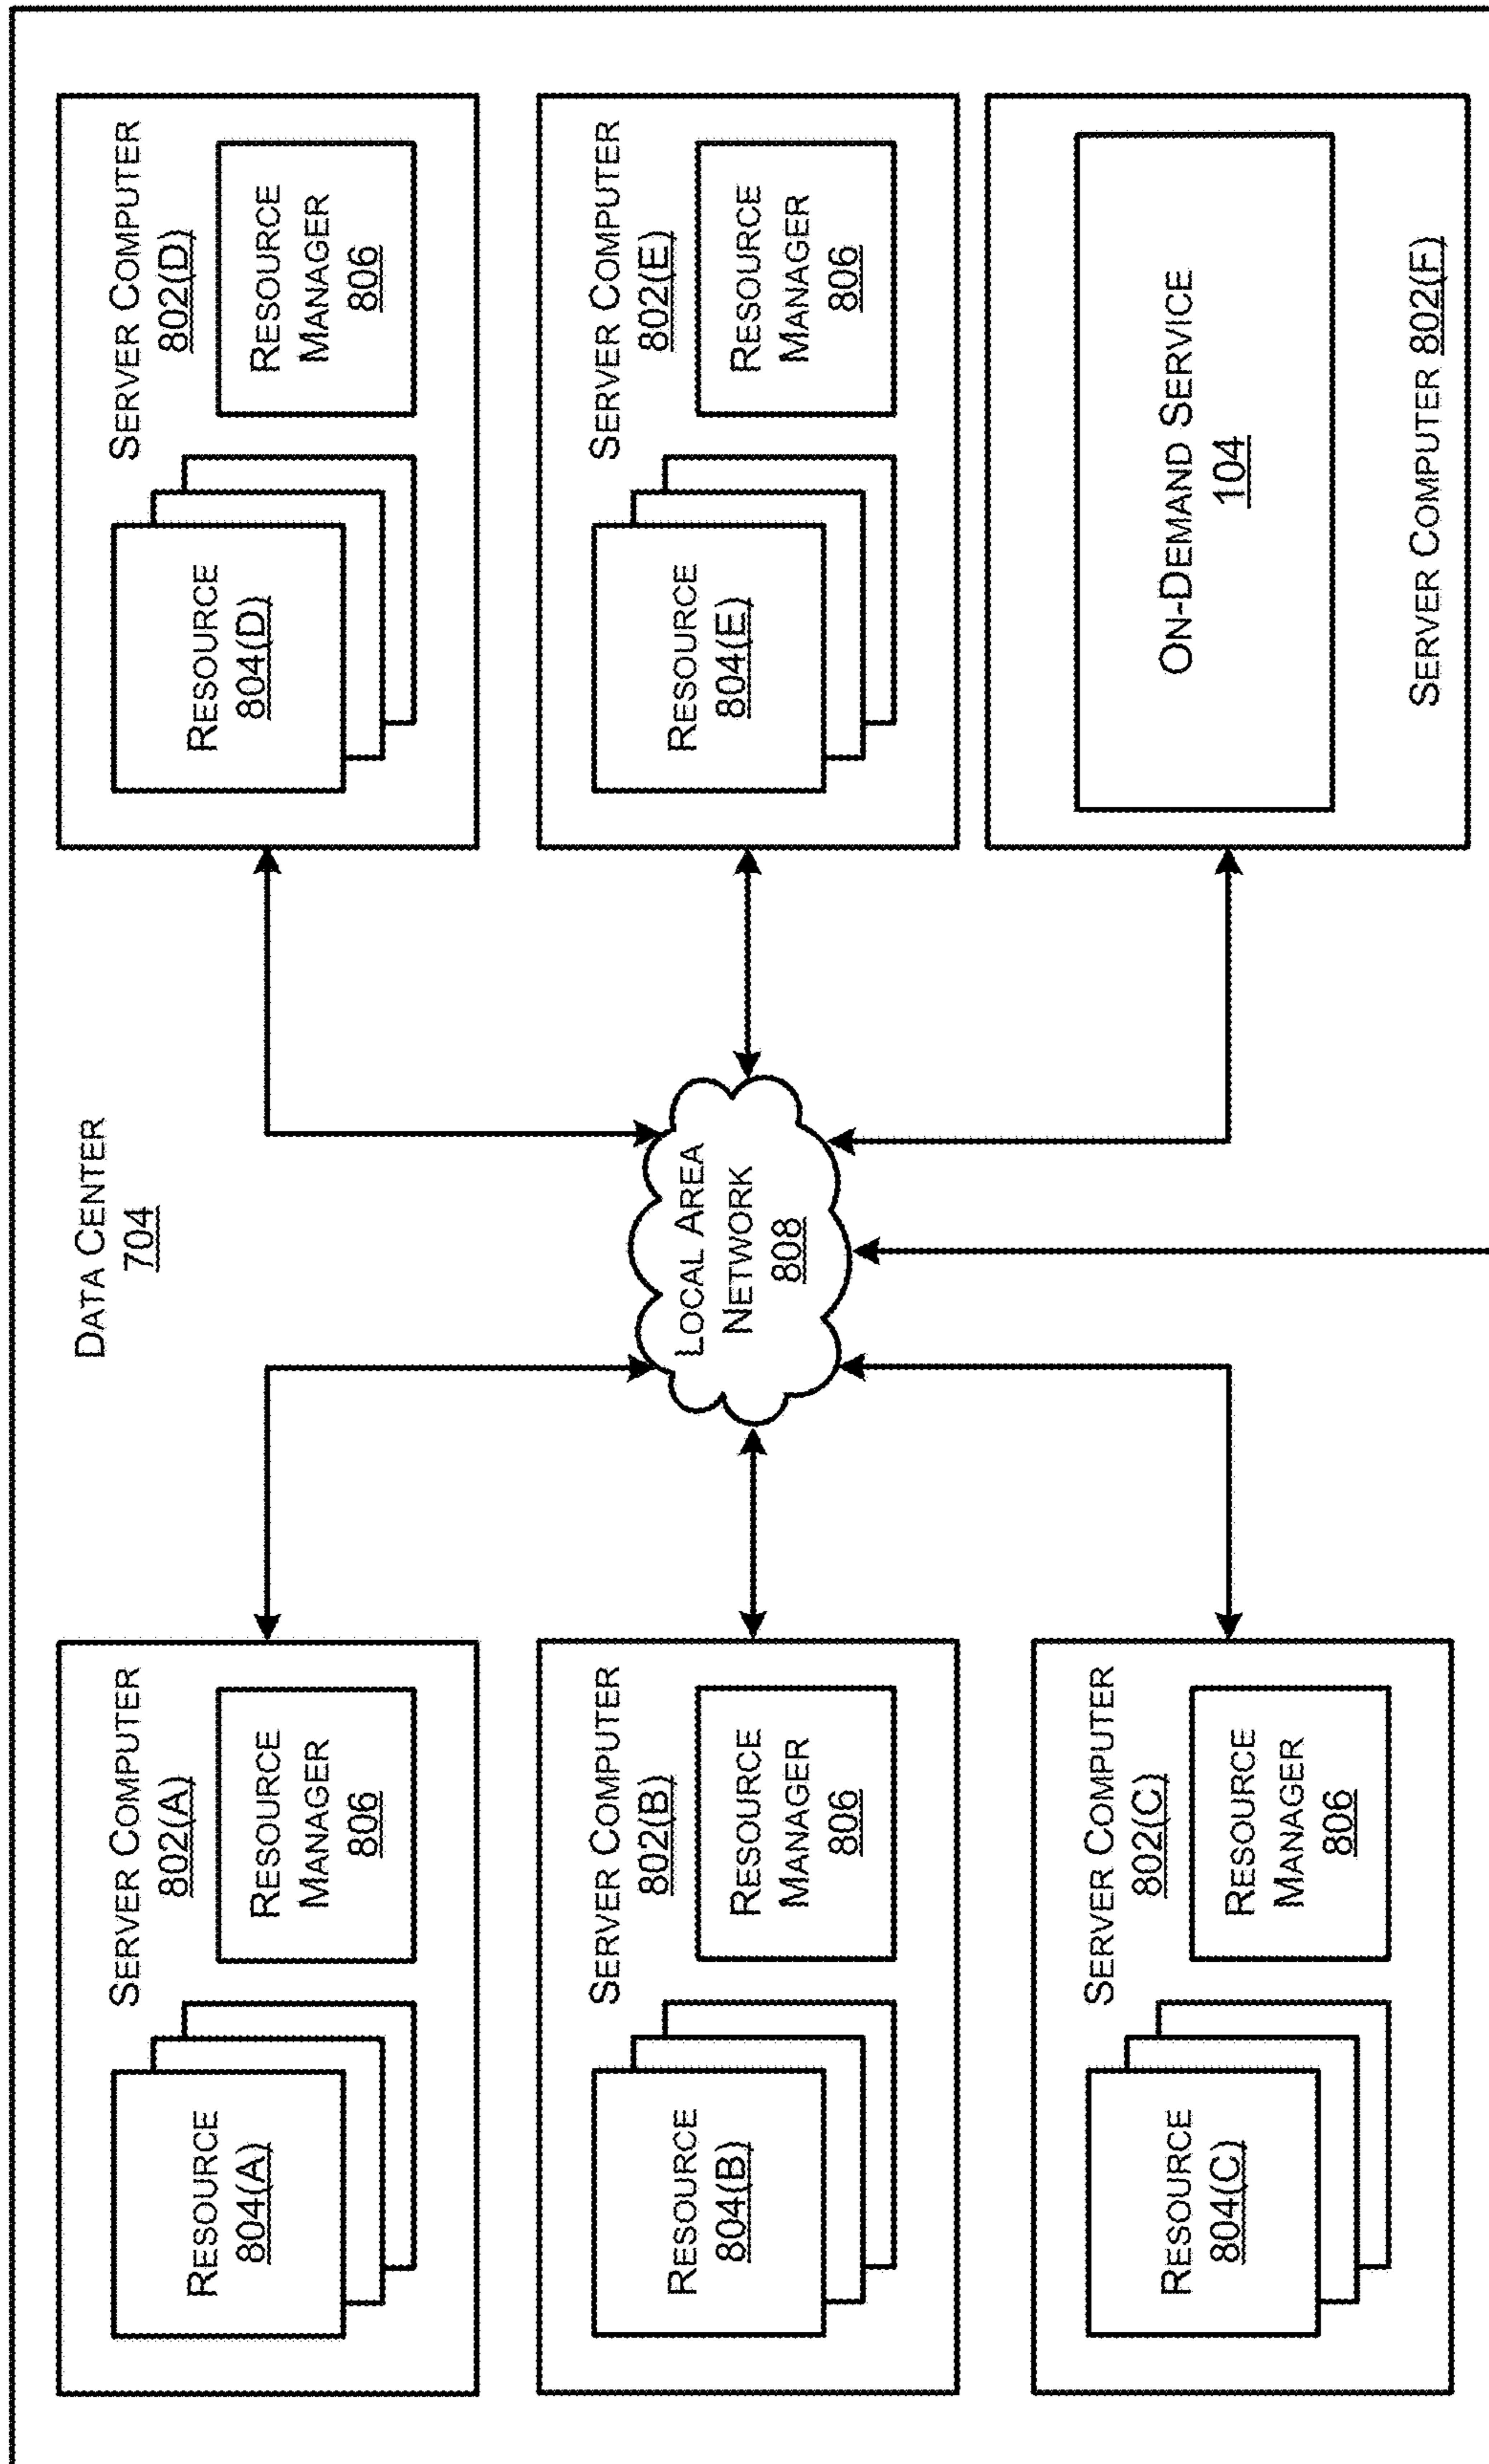 DATA CENTER
704
SERVER COMPUTER
802(A)
RESOURCE
804(A)
RESOURCE
MANAGER
806
SERVER COMPUTER
802(D)
RESOURCE
804(D)
RESOURCE
MANAGER
806
SERVER COMPUTER
802(B)
RESOURCE
804(B)
RESOURCE
MANAGER
806
LOCAL AREA
NETWORK
808
SERVER COMPUTER
802(E)
RESOURCE
804(E)
RESOURCE
MANAGER
806
SERVER COMPUTER
802(C)
RESOURCE
804(C)
RESOURCE
MANAGER
806
ON-DEMAND SERVICE
104
SERVER COMPUTER 802(F)